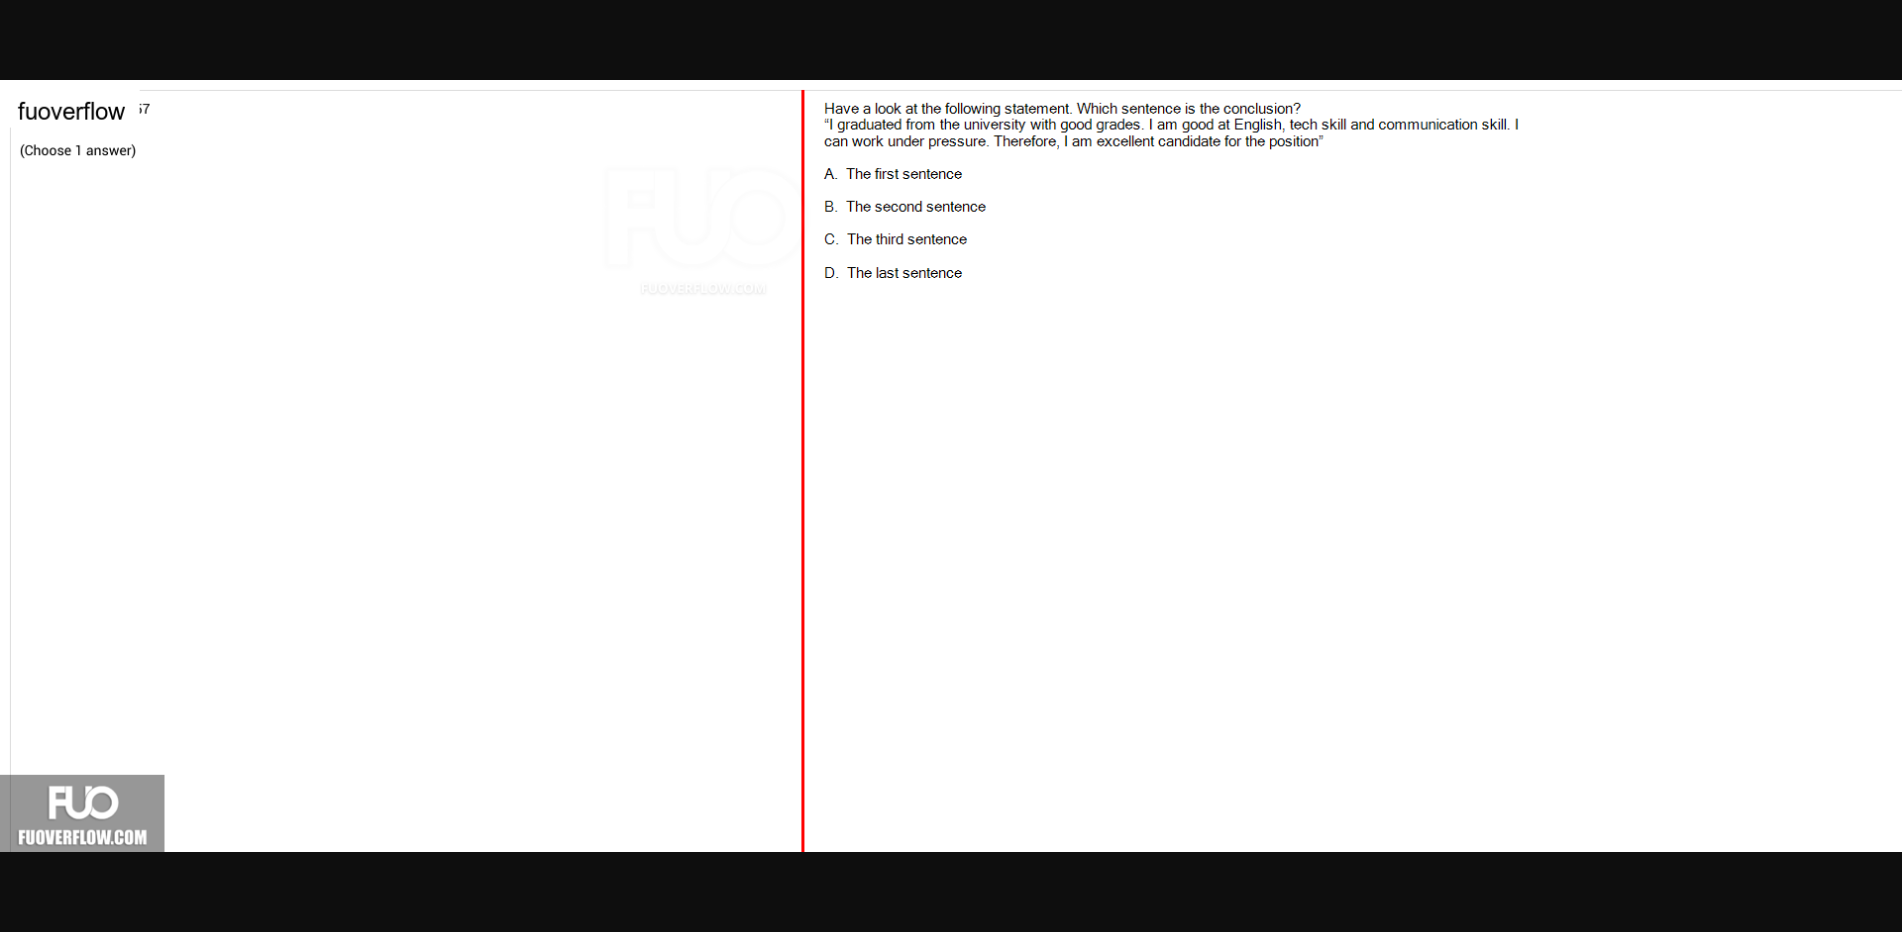 fuoverflow 57
(Choose 1 answer)
FUO
FUOVERFLOW.COM
Have a look at the following statement. Which sentence is the conclusion?
“I graduated from the university with good grades. I am good at English, tech skill and communication skill. I
can work under pressure. Therefore, I am excellent candidate for the position”
A. The first sentence
B. The second sentence
C. The third sentence
D. The last sentence
FUO
FUOVERFLOW.COM